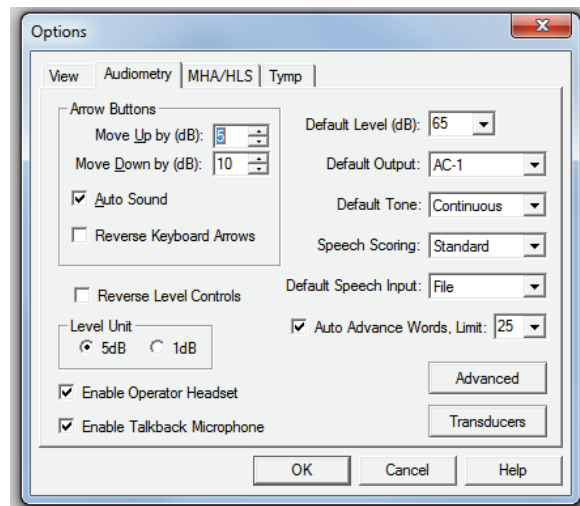 Options
View Audiometry MHA/HLS Tymp
Arrow Buttons
Move Up by (dB): 5
Move Down by (dB): 10
Auto Sound
Reverse Keyboard Arrows
Reverse Level Controls
Level Unit
5dB 1dB
Enable Operator Headset
Enable Talkback Microphone
Default Level (dB): 65
Default Output: AC-1
Default Tone: Continuous
Speech Scoring: Standard
Default Speech Input: File
Auto Advance Words, Limit: 25
Advanced
Transducers
OK Cancel Help